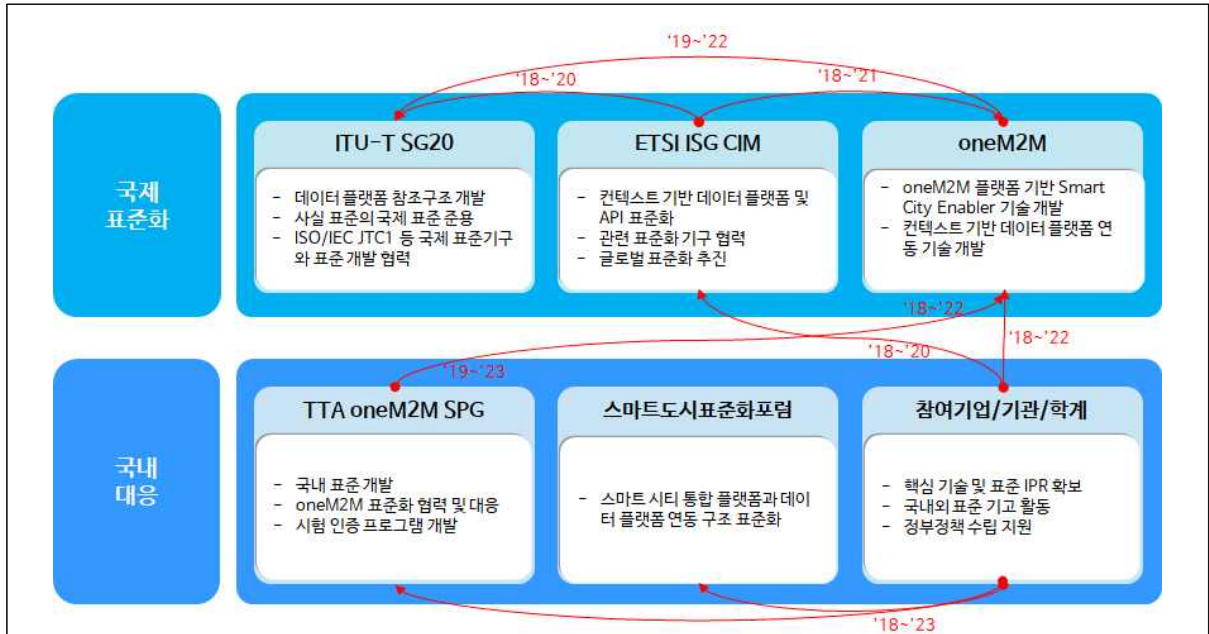 '19~'22
'18~'20
'18~'21
국제
표준화
ITU-T SG20
- 데이터 플랫폼 참조구조 개발
- 사실 표준의 국제 표준 준용
- ISO/IEC JTC1 등 국제 표준기구
와 표준 개발 협력
ETSI ISG CIM
- 컨텍스트 기반 데이터 플랫폼 및
API 표준화
- 관련 표준화 기구 협력
- 글로벌 표준화 추진
oneM2M
- oneM2M 플랫폼 기반 Smart
City Enabler 기술 개발
- 컨텍스트 기반 데이터 플랫폼 연
동 기술 개발
'18~'22
'18~'22
'18~'20
'19~'23
국내
대응
TTA oneM2M SPG
- 국내 표준 개발
- oneM2M 표준화 협력 및 대응
- 시험 인증 프로그램 개발
스마트도시표준화포럼
- 스마트 시티 통합 플랫폼과 데이
터 플랫폼 연동 구조 표준화
참여기업/기관/학계
- 핵심 기술 및 표준 IPR 확보
- 국내외 표준 기고 활동
- 정부정책 수립 지원
'18~'23